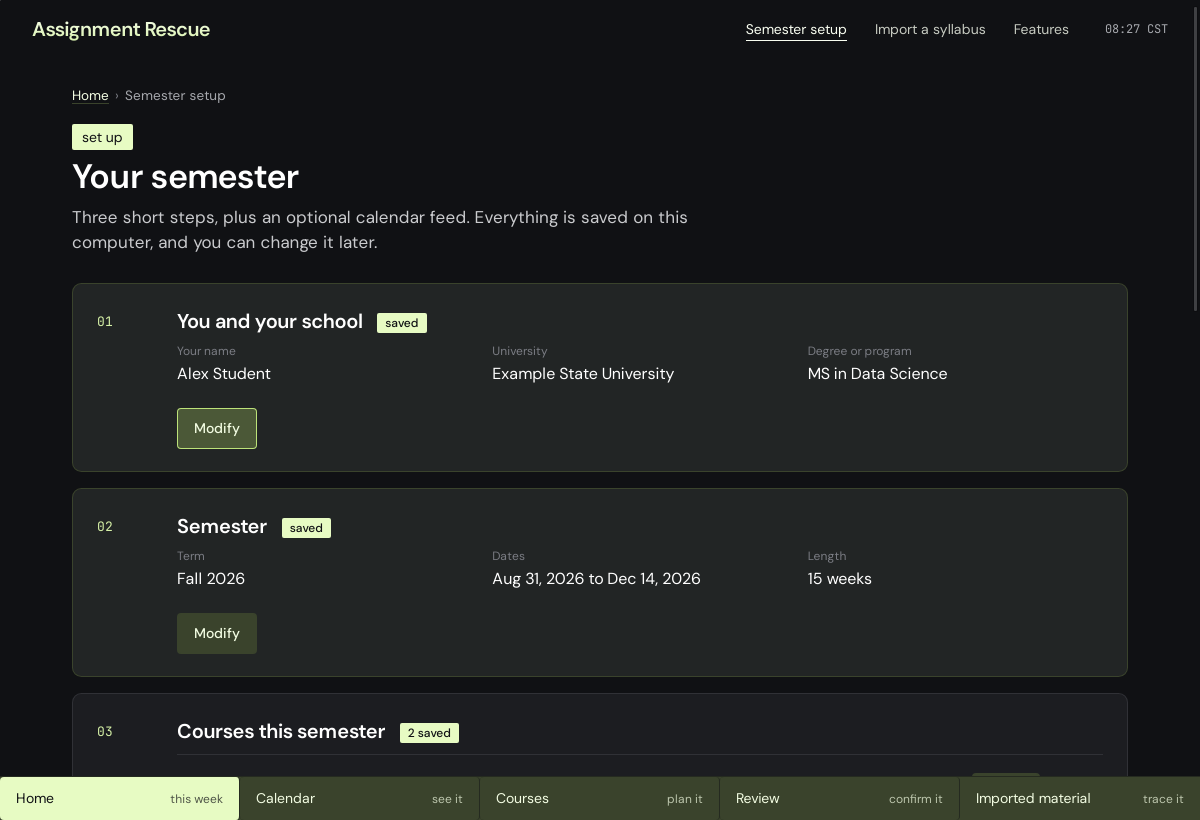 Assignment Rescue
Semester setup
Import a syllabus
Features
08:27 CST
Home › Semester setup
set up
Your semester
Three short steps, plus an optional calendar feed. Everything is saved on this
computer, and you can change it later.
01
You and your school saved
Your name
University
Degree or program
Alex Student
Example State University
MS in Data Science
Modify
02
Semester saved
Term
Dates
Length
Fall 2026
Aug 31, 2026 to Dec 14, 2026
15 weeks
Modify
03
Courses this semester 2 saved
Home this week
Calendar see it
Courses plan it
Review confirm it
Imported material trace it